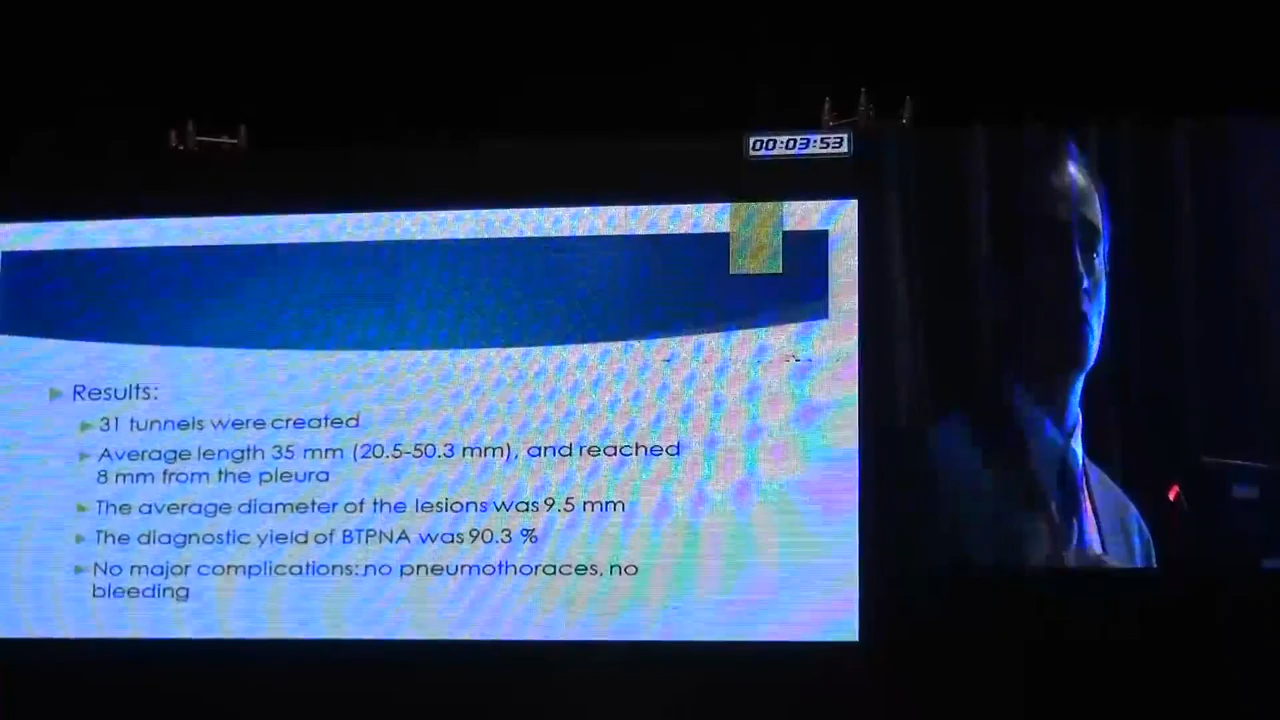 00:03:53
Results:
31 tunnels were created
Average length 35 mm (20.5-50.3 mm), and reached
8 mm from the pleura
The average diameter of the lesions was 9.5 mm
The diagnostic yield of BTPNA was 90.3 %
No major complications: no pneumothoraces, no
bleeding